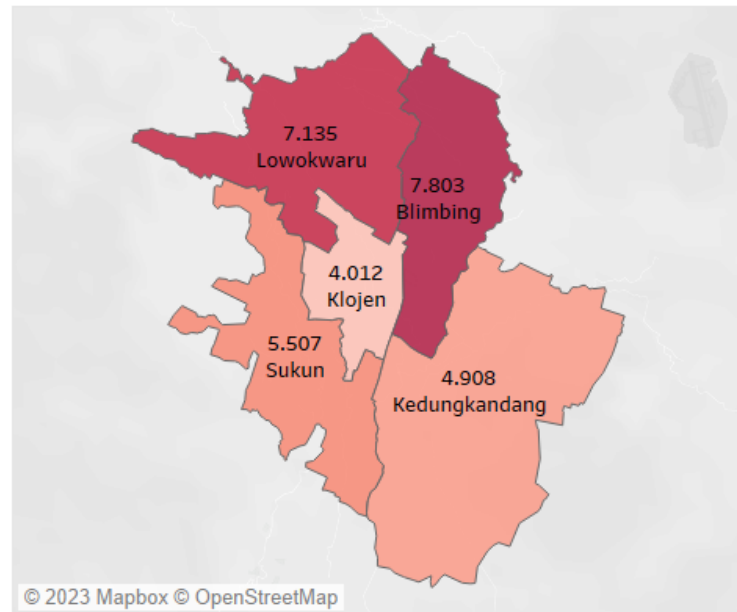 7.135
Lowokwaru
7.803
Blimbing
4.012
Klojen
5.507
Sukun
4.908
Kedungkandang
© 2023 Mapbox © OpenStreetMap